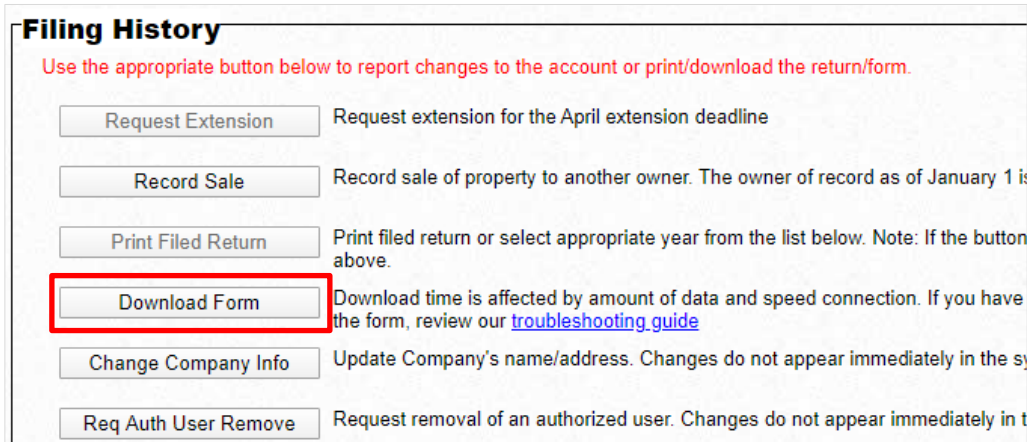 Filing History
Use the appropriate button below to report changes to the account or print/download the return/form.
Request Extension Request extension for the April extension deadline
Record Sale Record sale of property to another owner. The owner of record as of January 1 is
Print Filed Return Print filed return or select appropriate year from the list below. Note: If the button
above.
Download Form Download time is affected by amount of data and speed connection. If you have
the form, review our troubleshooting guide
Change Company Info Update Company's name/address. Changes do not appear immediately in the sy
Req Auth User Remove Request removal of an authorized user. Changes do not appear immediately in t